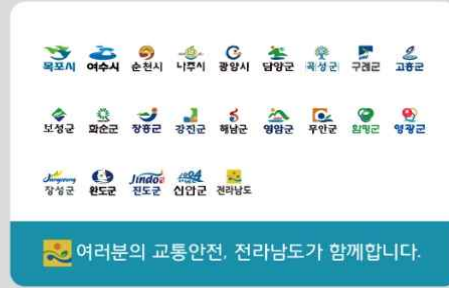 목포시 여수시 순천시 나주시 광양시 담양군 곡성군 구례군 고흥군
보성군 화순군 장흥군 강진군 해남군 영암군 무안군 함평군 영광군
장성군 완도군 Jindo 진도군 신안군 전라남도
여러분의 교통안전, 전라남도가 함께합니다.